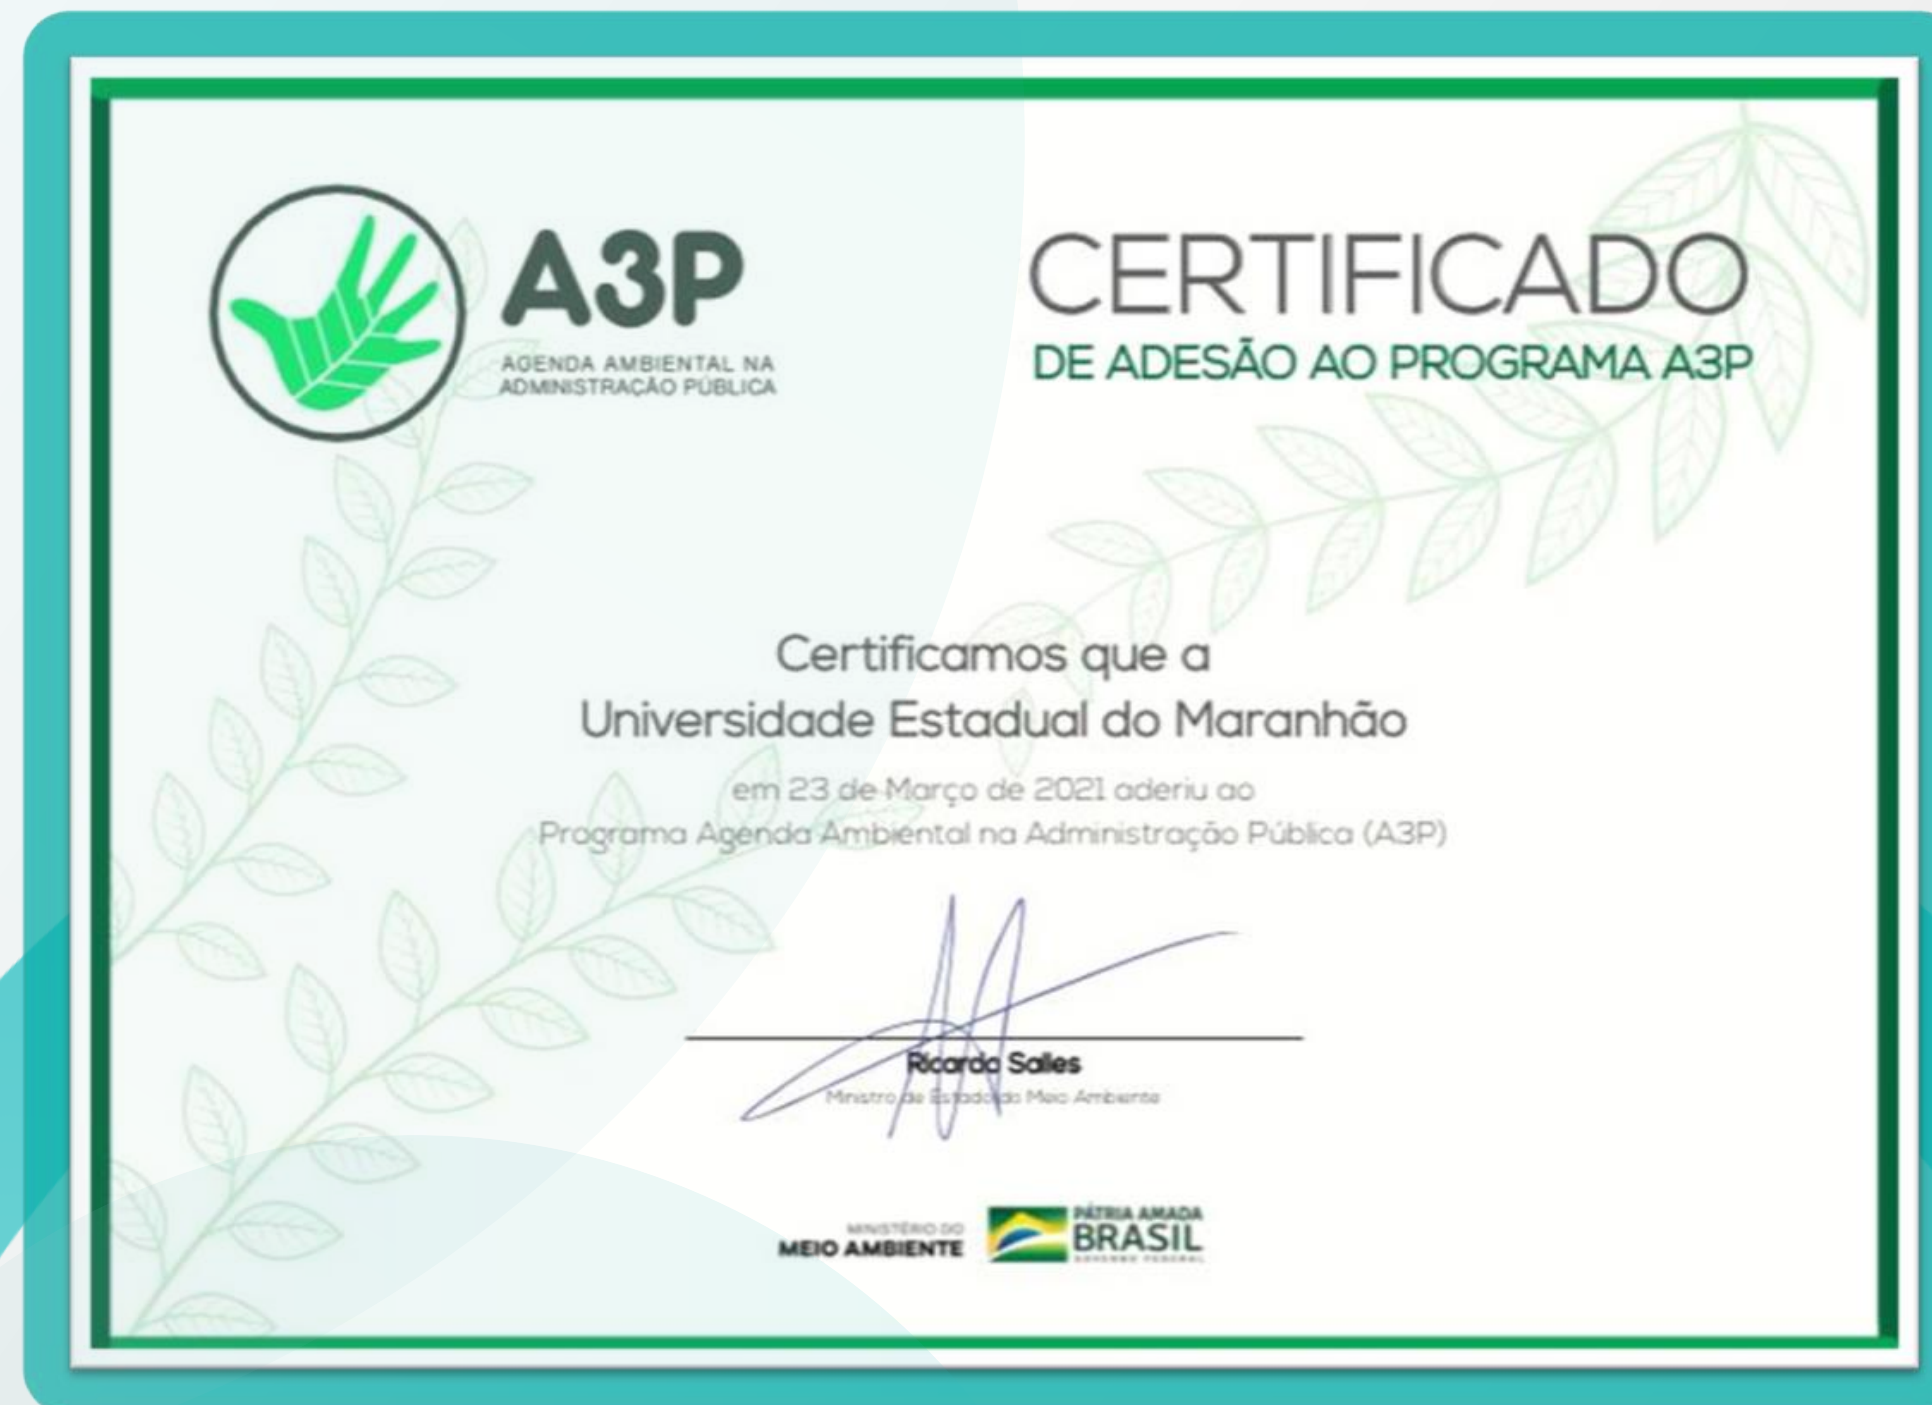 A3P
AGENDA AMBIENTAL NA
ADMINISTRAÇÃO PÚBLICA
CERTIFICADO
DE ADESÃO AO PROGRAMA A3P
Certificamos que a
Universidade Estadual do Maranhão
em 23 de Março de 2021 aderiu ao
Programa Agenda Ambiental na Administração Pública (A3P)
Ricardo Salles
Ministro de Estado do Meio Ambiente
MINISTÉRIO DO
MEIO AMBIENTE
PÁTRIA AMADA
BRASIL
GOVERNO FEDERAL